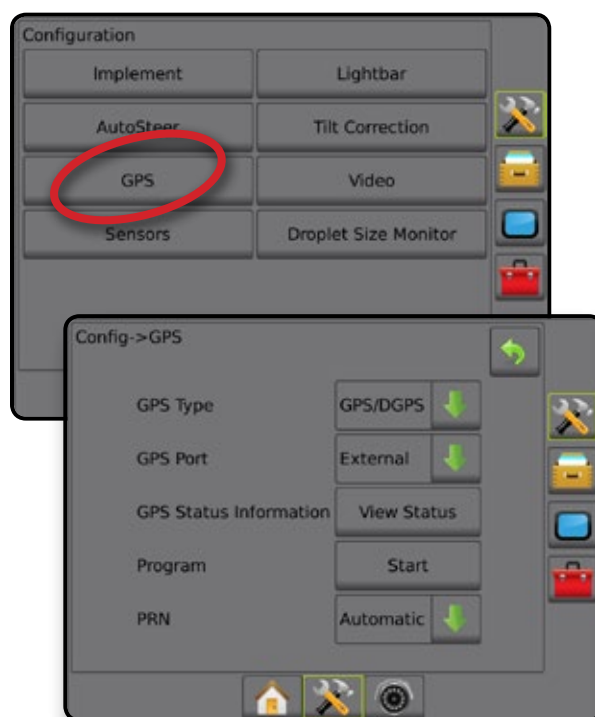 Configuration
Implement Lightbar
AutoSteer Tilt Correction
GPS Video
Sensors Droplet Size Monitor
Config->GPS
GPS Type GPS/DGPS
GPS Port External
GPS Status Information View Status
Program Start
PRN Automatic